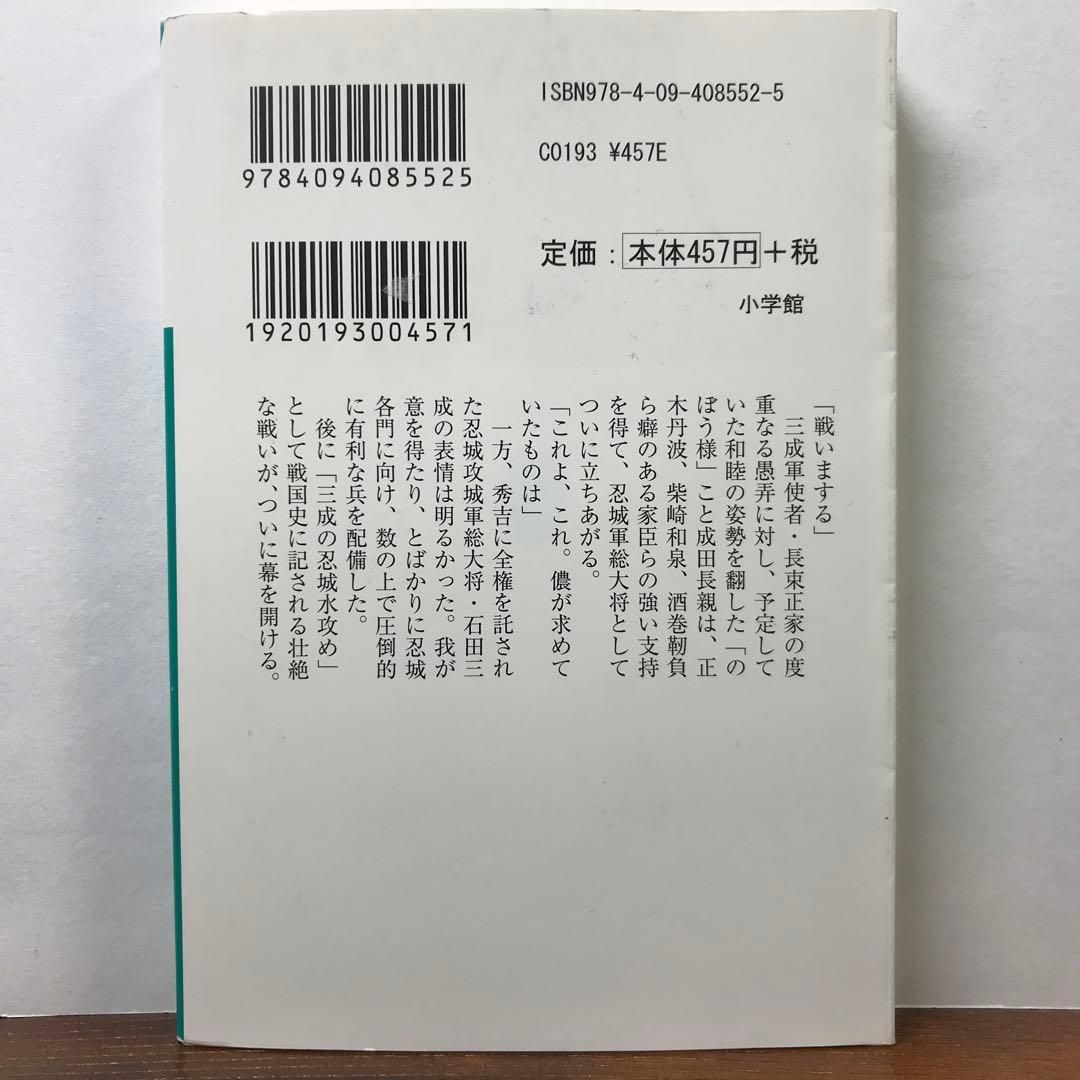 ISBN978-4-09-408552-5
9784094085525
C0193 ¥457E
定価：本体457円＋税
1920193004571
小学館
「戦いまする」
三成軍使者・長束正家の度
重なる愚弄に対し、予定して
いた和睦の姿勢を翻した「の
ぼう様」こと成田長親は、正
木丹波、柴崎和泉、酒巻靭負
ら癖のある家臣らの強い支持
を得て、忍城軍総大将として
ついに立ちあがる。
「これよ、これ。儂が求めて
いたものは」
一方、秀吉に全権を託され
た忍城攻城軍総大将・石田三
成の表情は明るかった。我が
意を得たり、とばかりに忍城
各門に向け、数の上で圧倒的
に有利な兵を配備した。
後に「三成の忍城水攻め」
として戦国史に記される壮絶
な戦いが、ついに幕を開ける。